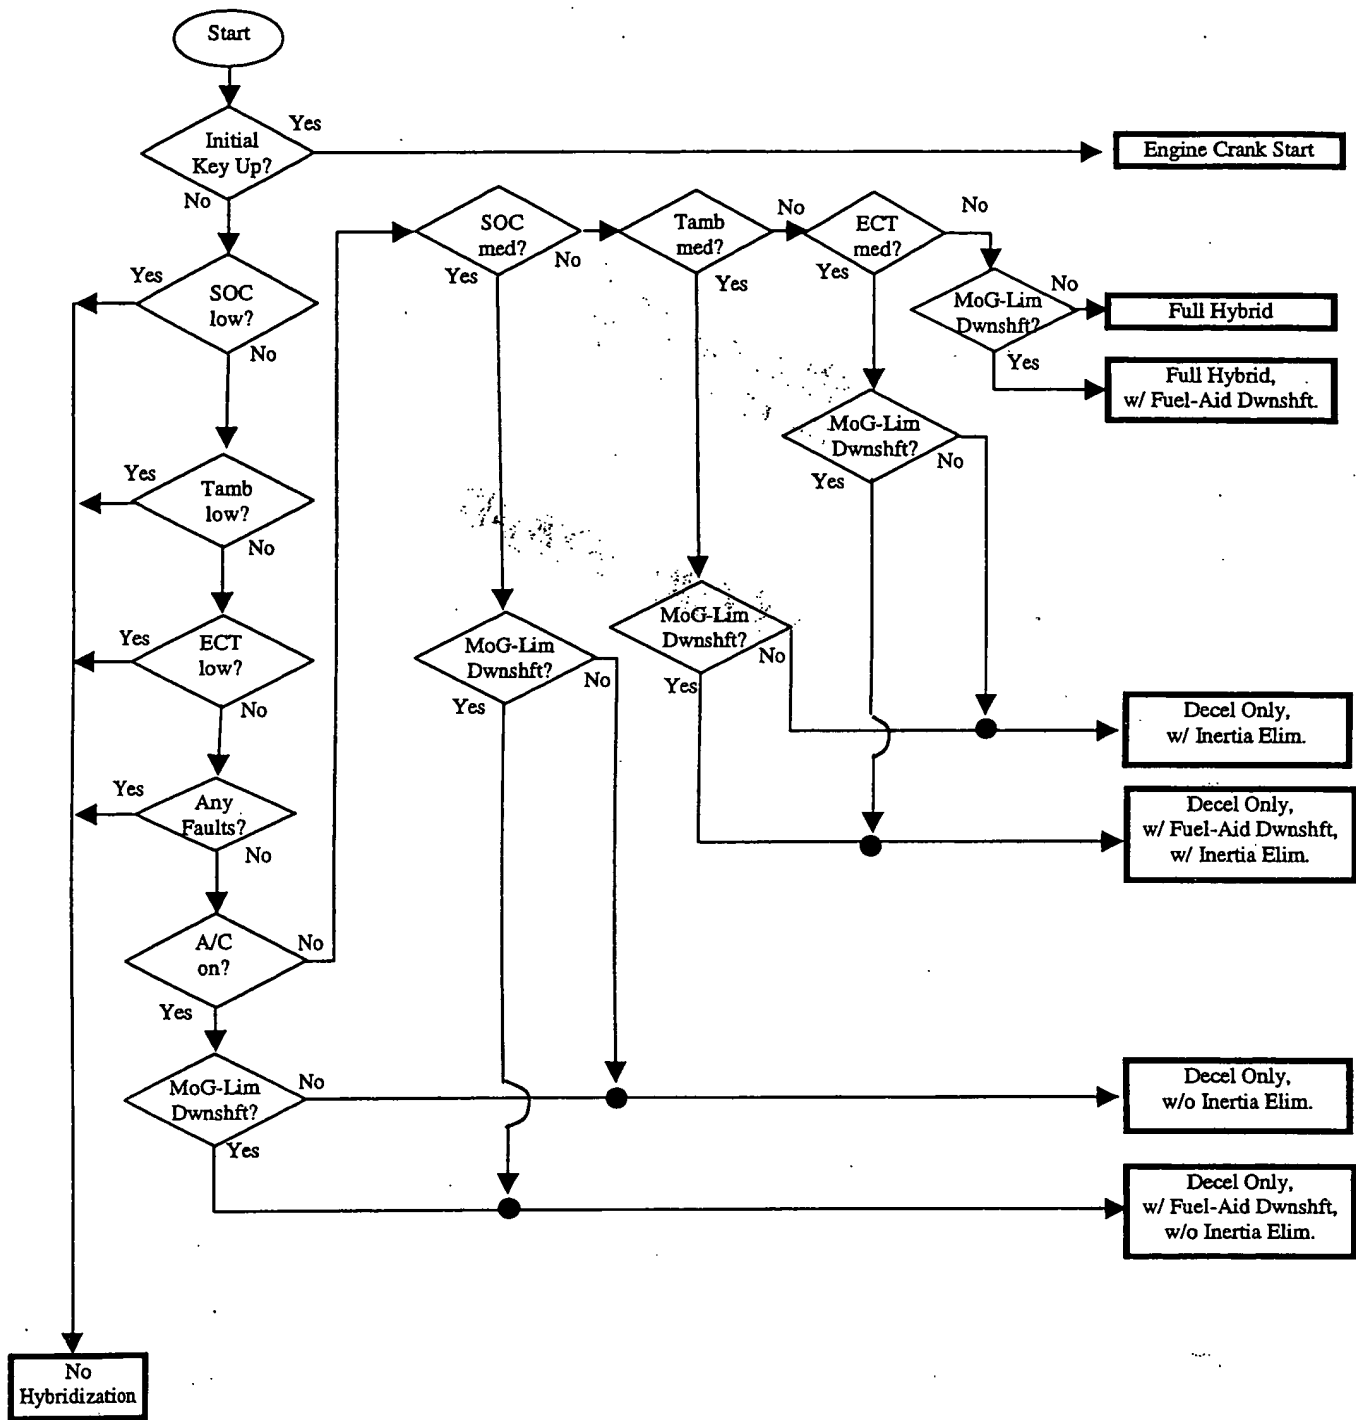 Start
Initial
Key Up?
Yes
No
Engine Crank Start
SOC
low?
Yes
No
Tamb
low?
Yes
No
ECT
low?
Yes
No
Any
Faults?
Yes
No
A/C
on?
No
Yes
MoG-Lim
Dwnshft?
No
Yes
SOC
med?
Yes
No
Tamb
med?
No
Yes
ECT
med?
No
Yes
MoG-Lim
Dwnshft?
No
Yes
Full Hybrid
Full Hybrid,
w/ Fuel-Aid Dwnshft.
MoG-Lim
Dwnshft?
No
Yes
MoG-Lim
Dwnshft?
No
Yes
MoG-Lim
Dwnshft?
No
Yes
Decel Only,
w/ Inertia Elim.
Decel Only,
w/ Fuel-Aid Dwnshft,
w/ Inertia Elim.
Decel Only,
w/o Inertia Elim.
Decel Only,
w/ Fuel-Aid Dwnshft,
w/o Inertia Elim.
No
Hybridization